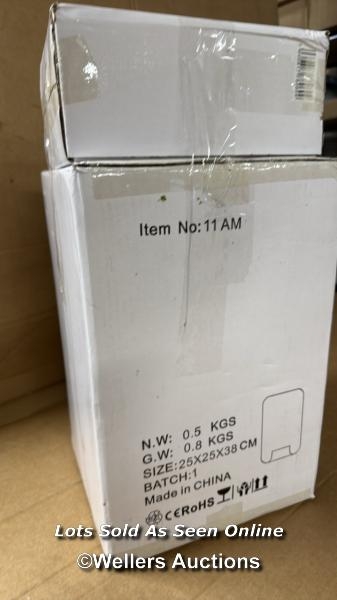 Item No: 11 AM
N.W: 0.5 KGS
G.W: 0.8 KGS
SIZE: 25X25X38 CM
BATCH: 1
Made in CHINA
CE RoHS
Lots Sold As Seen Online
©Wellers Auctions